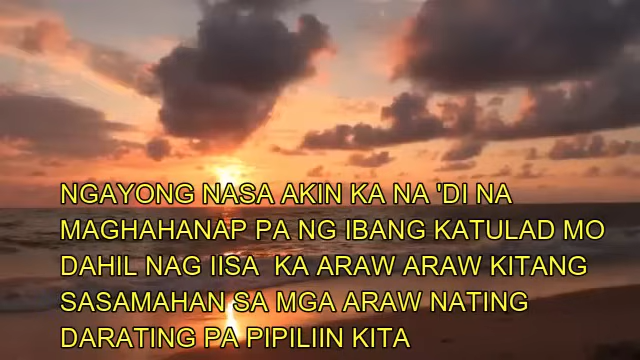 NGAYONG NASA AKIN KA NA 'DI NA
MAGHAHANAP PA NG IBANG KATULAD MO
DAHIL NAG IISA  KA ARAW ARAW KITANG
SASAMAHAN SA MGA ARAW NATING
DARATING PA PIPILIIN KITA